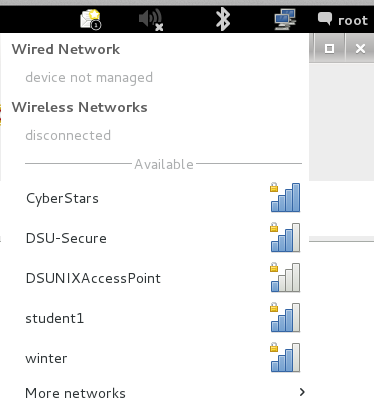 root
Wired Network
device not managed
Wireless Networks
disconnected
Available
CyberStars
DSU-Secure
DSUNIXAccessPoint
student1
winter
More networks